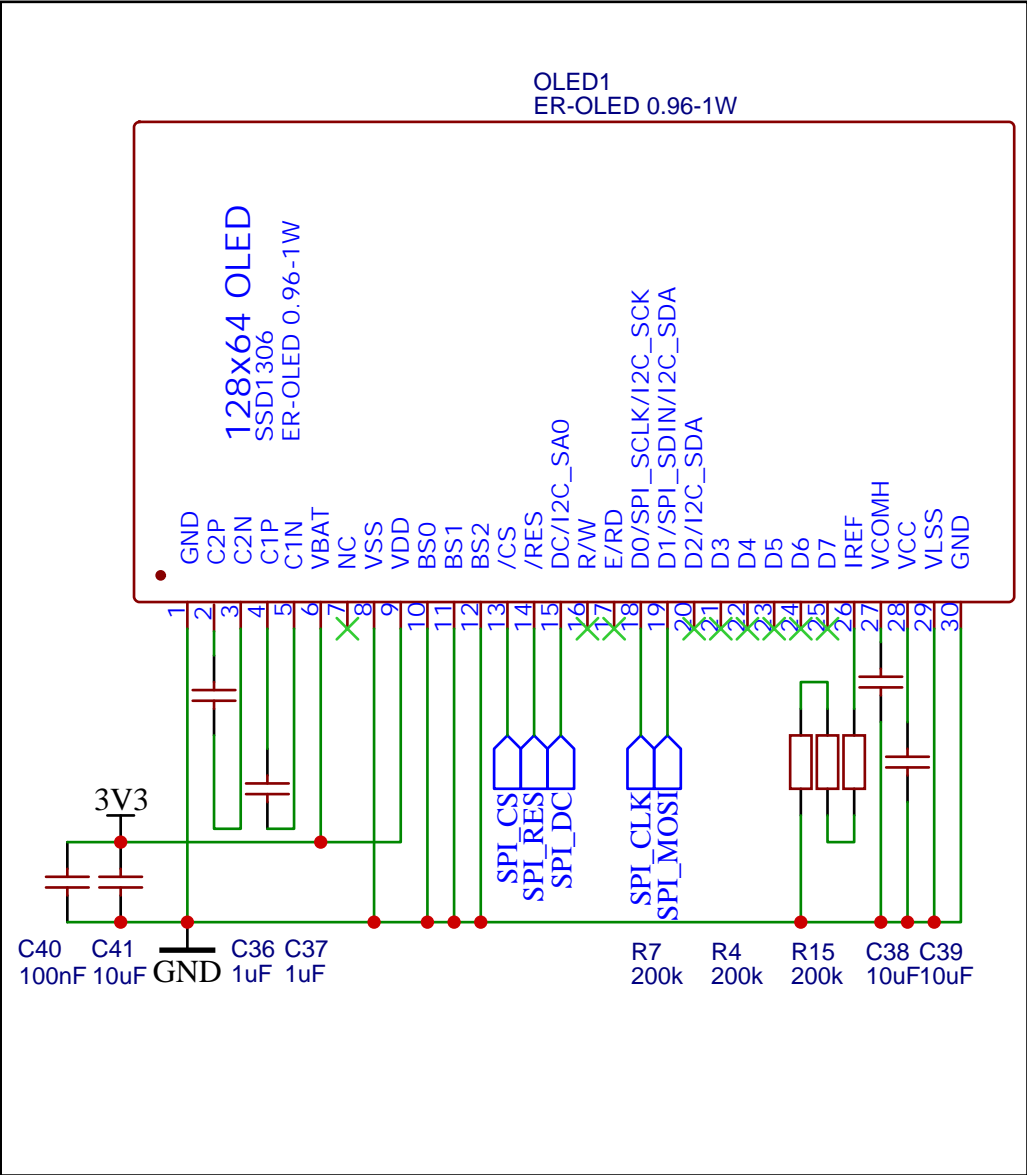 OLED1
ER-OLED 0.96-1W
128x64 OLED
SSD1306
ER-OLED 0.96-1W
GND
C2P
C2N
C1P
C1N
VBAT
NC
VSS
VDD
BS0
BS1
BS2
/CS
/RES
DC/I2C_SA0
R/W
E/RD
D0/SPI_SCLK/I2C_SCK
D1/SPI_SDIN/I2C_SDA
D2/I2C_SDA
D3
D4
D5
D6
D7
IREF
VCOMH
VCC
VLSS
GND
1
2
3
4
5
6
7
8
9
10
11
12
13
14
15
16
17
18
19
20
21
22
23
24
25
26
27
28
29
30
3V3
SPI_CS
SPI_RES
SPI_DC
SPI_CLK
SPI_MOSI
C40
100nF
C41
10uF
GND
C36
1uF
C37
1uF
R7
200k
R4
200k
R15
200k
C38
10uF
C39
10uF